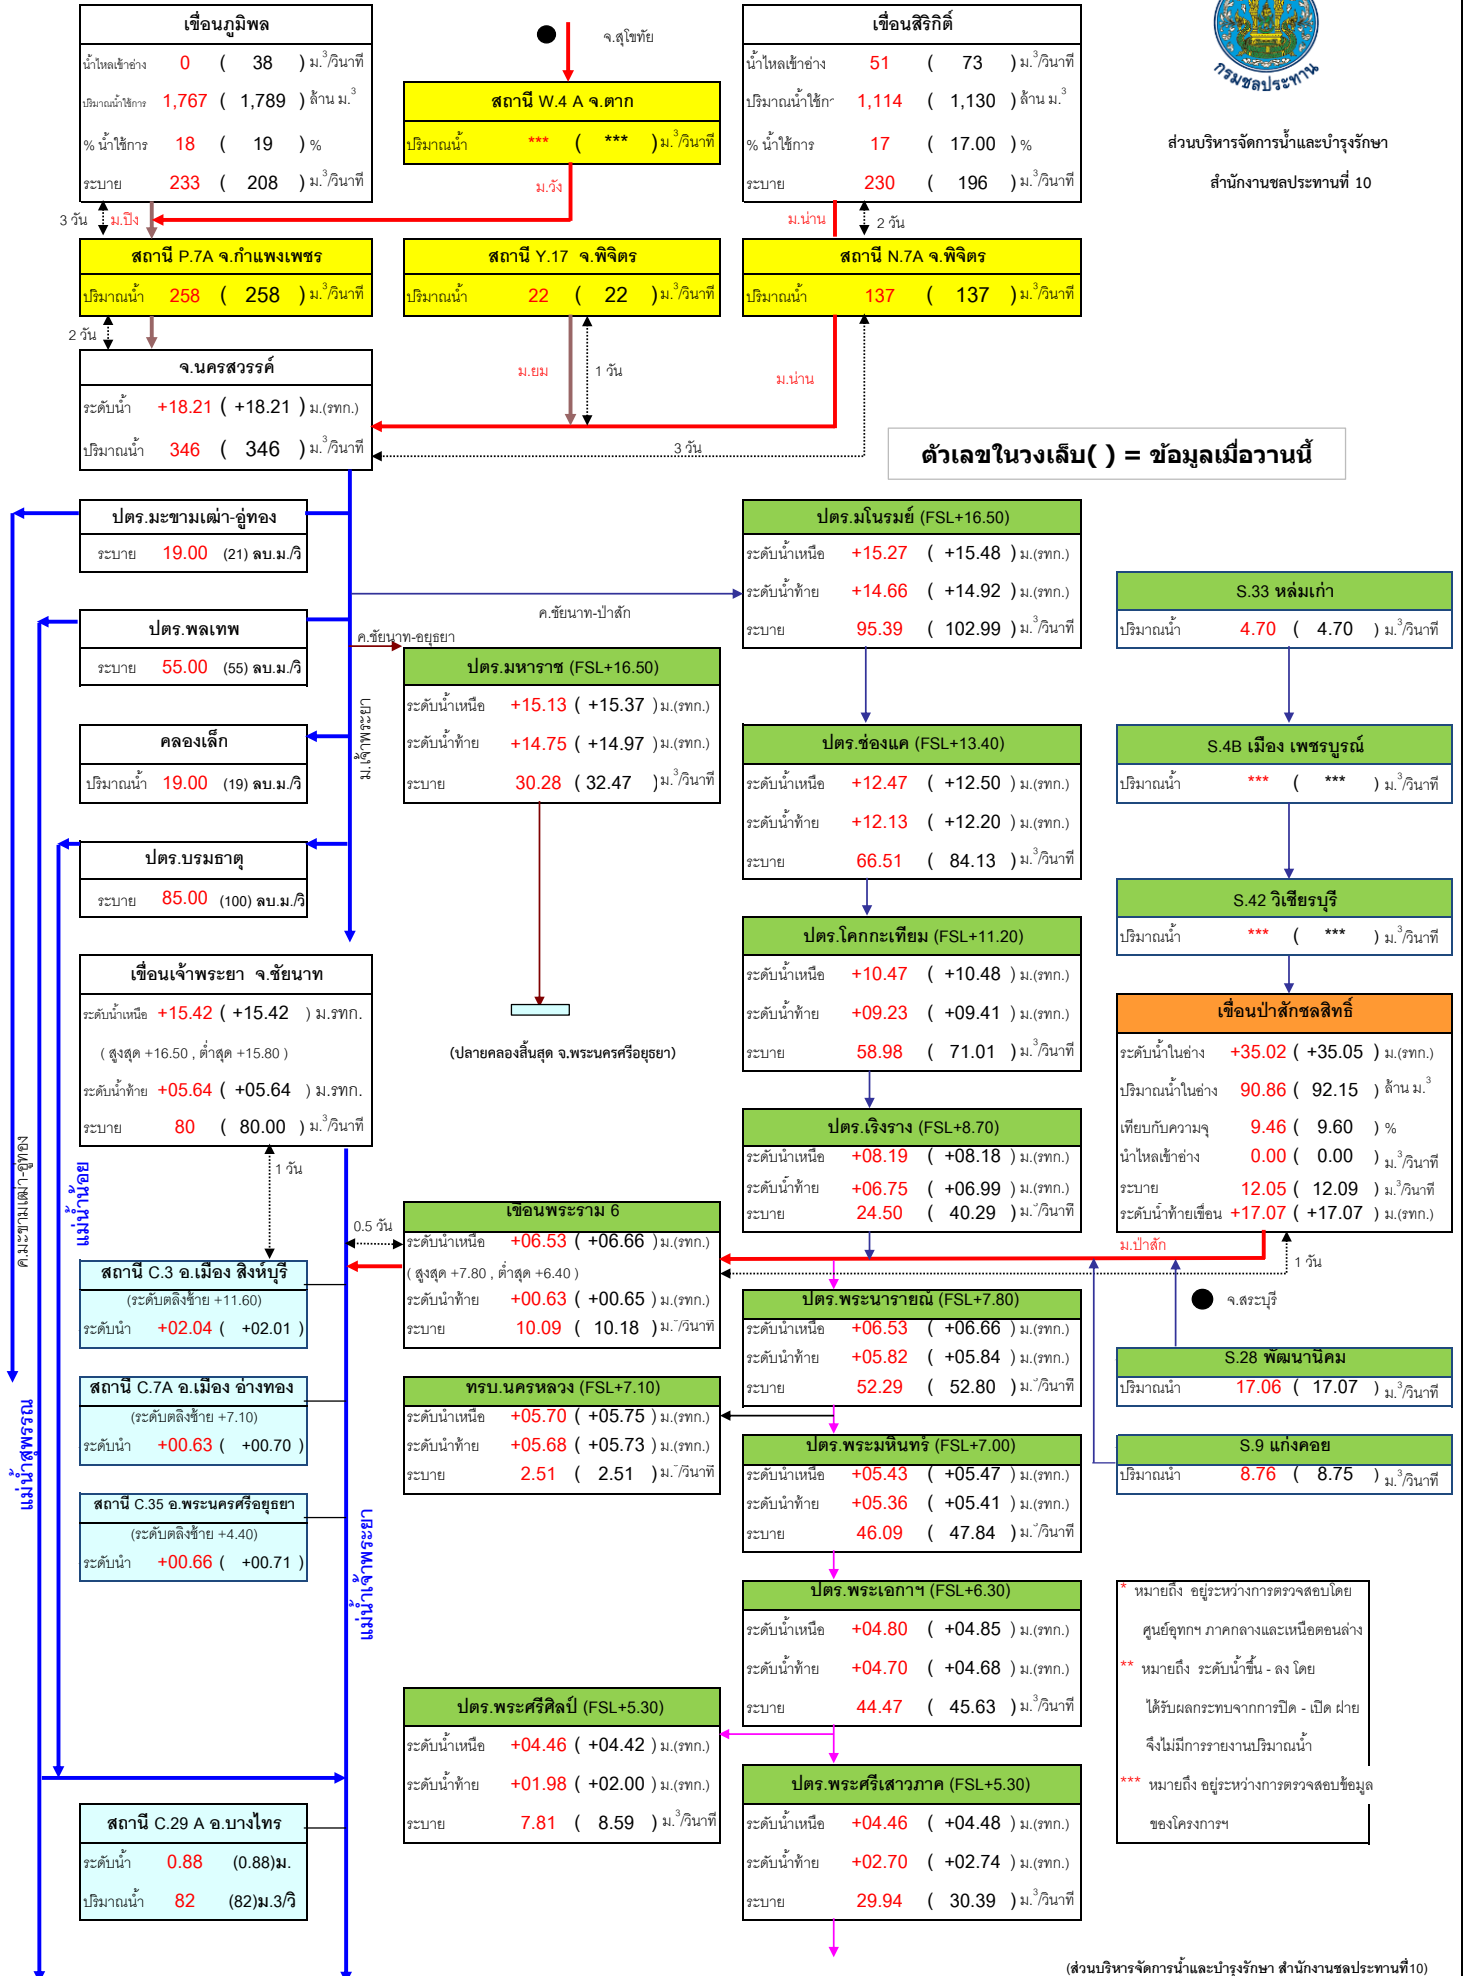 เขื่อนภูมิพล
น้ำไหลเข้าอ่าง 0 ( 38 ) ม.³/วินาที
ปริมาณน้ำใช้การ 1,767 ( 1,789 ) ล้าน ม.³
% น้ำใช้การ 18 ( 19 ) %
ระบาย 233 ( 208 ) ม.³/วินาที
จ.สุโขทัย
สถานี W.4 A จ.ตาก
ปริมาณน้ำ *** ( *** ) ม.³/วินาที
เขื่อนสิริกิติ์
น้ำไหลเข้าอ่าง 51 ( 73 ) ม.³/วินาที
ปริมาณน้ำใช้กา 1,114 ( 1,130 ) ล้าน ม.³
% น้ำใช้การ 17 ( 17.00 ) %
ระบาย 230 ( 196 ) ม.³/วินาที
กรมชลประทาน
ส่วนบริหารจัดการน้ำและบำรุงรักษา
สำนักงานชลประทานที่ 10
3 วัน ม.ปิง
ม.วัง
ม.น่าน
2 วัน
สถานี P.7A จ.กำแพงเพชร
ปริมาณน้ำ 258 ( 258 ) ม.³/วินาที
สถานี Y.17 จ.พิจิตร
ปริมาณน้ำ 22 ( 22 ) ม.³/วินาที
สถานี N.7A จ.พิจิตร
ปริมาณน้ำ 137 ( 137 ) ม.³/วินาที
2 วัน
ม.ยม
1 วัน
ม.น่าน
จ.นครสวรรค์
ระดับน้ำ +18.21 ( +18.21 ) ม.(รทก.)
ปริมาณน้ำ 346 ( 346 ) ม.³/วินาที
3 วัน
ตัวเลขในวงเล็บ( ) = ข้อมูลเมื่อวานนี้
ปตร.มะขามเฒ่า-อู่ทอง
ระบาย 19.00 (21) ลบ.ม./วิ
ปตร.พลเทพ
ระบาย 55.00 (55) ลบ.ม./วิ
คลองเล็ก
ปริมาณน้ำ 19.00 (19) ลบ.ม./วิ
ปตร.บรมธาตุ
ระบาย 85.00 (100) ลบ.ม./วิ
ม.เจ้าพระยา
ค.ชัยนาท-ป่าสัก
ค.ชัยนาท-อยุธยา
ปตร.มหาราช (FSL+16.50)
ระดับน้ำเหนือ +15.13 ( +15.37 ) ม.(รทก.)
ระดับน้ำท้าย +14.75 ( +14.97 ) ม.(รทก.)
ระบาย 30.28 ( 32.47 ) ม.³/วินาที
(ปลายคลองสิ้นสุด จ.พระนครศรีอยุธยา)
ปตร.มโนรมย์ (FSL+16.50)
ระดับน้ำเหนือ +15.27 ( +15.48 ) ม.(รทก.)
ระดับน้ำท้าย +14.66 ( +14.92 ) ม.(รทก.)
ระบาย 95.39 ( 102.99 ) ม.³/วินาที
ปตร.ช่องแค (FSL+13.40)
ระดับน้ำเหนือ +12.47 ( +12.50 ) ม.(รทก.)
ระดับน้ำท้าย +12.13 ( +12.20 ) ม.(รทก.)
ระบาย 66.51 ( 84.13 ) ม.³/วินาที
ปตร.โคกกะเทียม (FSL+11.20)
ระดับน้ำเหนือ +10.47 ( +10.48 ) ม.(รทก.)
ระดับน้ำท้าย +09.23 ( +09.41 ) ม.(รทก.)
ระบาย 58.98 ( 71.01 ) ม.³/วินาที
ปตร.เริงราง (FSL+8.70)
ระดับน้ำเหนือ +08.19 ( +08.18 ) ม.(รทก.)
ระดับน้ำท้าย +06.75 ( +06.99 ) ม.(รทก.)
ระบาย 24.50 ( 40.29 ) ม.³/วินาที
S.33 หล่มเก่า
ปริมาณน้ำ 4.70 ( 4.70 ) ม.³/วินาที
S.4B เมือง เพชรบูรณ์
ปริมาณน้ำ *** ( *** ) ม.³/วินาที
S.42 วิเชียรบุรี
ปริมาณน้ำ *** ( *** ) ม.³/วินาที
เขื่อนป่าสักชลสิทธิ์
ระดับน้ำในอ่าง +35.02 ( +35.05 ) ม.(รทก.)
ปริมาณน้ำในอ่าง 90.86 ( 92.15 ) ล้าน ม.³
เทียบกับความจุ 9.46 ( 9.60 ) %
น้ำไหลเข้าอ่าง 0.00 ( 0.00 ) ม.³/วินาที
ระบาย 12.05 ( 12.09 ) ม.³/วินาที
ระดับน้ำท้ายเขื่อน +17.07 ( +17.07 ) ม.(รทก.)
เขื่อนเจ้าพระยา จ.ชัยนาท
ระดับน้ำเหนือ +15.42 ( +15.42 ) ม.รทก.
( สูงสุด +16.50 , ต่ำสุด +15.80 )
ระดับน้ำท้าย +05.64 ( +05.64 ) ม.รทก.
ระบาย 80 ( 80.00 ) ม.³/วินาที
ค.มะขามเฒ่า-อู่ทอง
แม่น้ำน้อย
1 วัน
0.5 วัน
เขื่อนพระราม 6
ระดับน้ำเหนือ +06.53 ( +06.66 ) ม.(รทก.)
( สูงสุด +7.80 , ต่ำสุด +6.40 )
ระดับน้ำท้าย +00.63 ( +00.65 ) ม.(รทก.)
ระบาย 10.09 ( 10.18 ) ม.³/วินาที
ม.ป่าสัก
1 วัน
จ.สระบุรี
สถานี C.3 อ.เมือง สิงห์บุรี
(ระดับตลิ่งซ้าย +11.60)
ระดับน้ำ +02.04 ( +02.01 )
สถานี C.7A อ.เมือง อ่างทอง
(ระดับตลิ่งซ้าย +7.10)
ระดับน้ำ +00.63 ( +00.70 )
สถานี C.35 อ.พระนครศรีอยุธยา
(ระดับตลิ่งซ้าย +4.40)
ระดับน้ำ +00.66 ( +00.71 )
แม่น้ำสุพรรณ
แม่น้ำเจ้าพระยา
ทรบ.นครหลวง (FSL+7.10)
ระดับน้ำเหนือ +05.70 ( +05.75 ) ม.(รทก.)
ระดับน้ำท้าย +05.68 ( +05.73 ) ม.(รทก.)
ระบาย 2.51 ( 2.51 ) ม.³/วินาที
ปตร.พระนารายณ์ (FSL+7.80)
ระดับน้ำเหนือ +06.53 ( +06.66 ) ม.(รทก.)
ระดับน้ำท้าย +05.82 ( +05.84 ) ม.(รทก.)
ระบาย 52.29 ( 52.80 ) ม.³/วินาที
ปตร.พระมหินทร์ (FSL+7.00)
ระดับน้ำเหนือ +05.43 ( +05.47 ) ม.(รทก.)
ระดับน้ำท้าย +05.36 ( +05.41 ) ม.(รทก.)
ระบาย 46.09 ( 47.84 ) ม.³/วินาที
S.28 พัฒนานิคม
ปริมาณน้ำ 17.06 ( 17.07 ) ม.³/วินาที
S.9 แก่งคอย
ปริมาณน้ำ 8.76 ( 8.75 ) ม.³/วินาที
ปตร.พระเอกาฯ (FSL+6.30)
ระดับน้ำเหนือ +04.80 ( +04.85 ) ม.(รทก.)
ระดับน้ำท้าย +04.70 ( +04.68 ) ม.(รทก.)
ระบาย 44.47 ( 45.63 ) ม.³/วินาที
ปตร.พระศรีศิลป์ (FSL+5.30)
ระดับน้ำเหนือ +04.46 ( +04.42 ) ม.(รทก.)
ระดับน้ำท้าย +01.98 ( +02.00 ) ม.(รทก.)
ระบาย 7.81 ( 8.59 ) ม.³/วินาที
ปตร.พระศรีเสาวภาค (FSL+5.30)
ระดับน้ำเหนือ +04.46 ( +04.48 ) ม.(รทก.)
ระดับน้ำท้าย +02.70 ( +02.74 ) ม.(รทก.)
ระบาย 29.94 ( 30.39 ) ม.³/วินาที
* หมายถึง อยู่ระหว่างการตรวจสอบโดย
ศูนย์อุทกฯ ภาคกลางและเหนือตอนล่าง
** หมายถึง ระดับน้ำขึ้น - ลง โดย
ได้รับผลกระทบจากการปิด - เปิด ฝาย
จึงไม่มีการรายงานปริมาณน้ำ
*** หมายถึง อยู่ระหว่างการตรวจสอบข้อมูล
ของโครงการฯ
สถานี C.29 A อ.บางไทร
ระดับน้ำ 0.88 (0.88)ม.
ปริมาณน้ำ 82 (82)ม.3/วิ
(ส่วนบริหารจัดการน้ำและบำรุงรักษา สำนักงานชลประทานที่10)